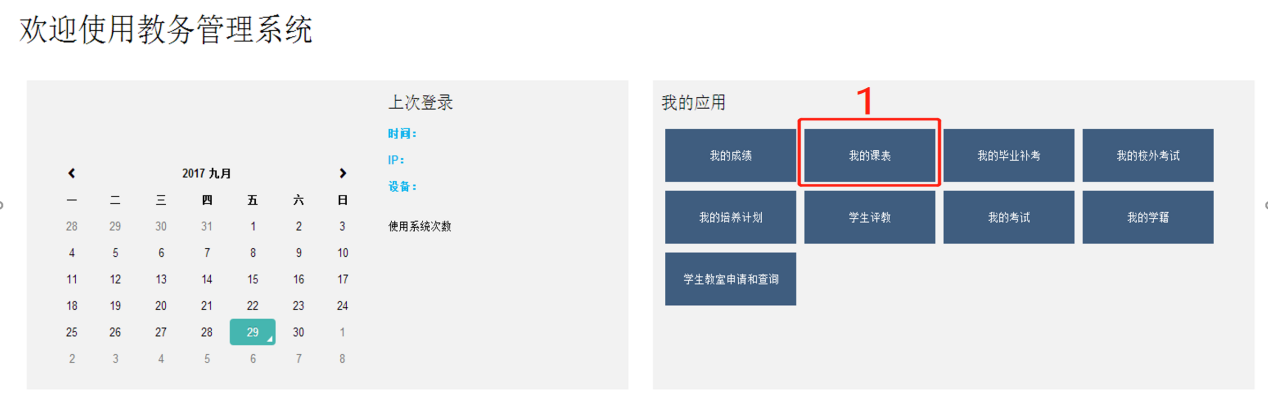 欢迎使用教务管理系统
上次登录
时间：
IP：
设备：
使用系统次数
2017 九月
一 二 三 四 五 六 日
28 29 30 31 1 2 3
4 5 6 7 8 9 10
11 12 13 14 15 16 17
18 19 20 21 22 23 24
25 26 27 28 29 30 1
2 3 4 5 6 7 8
我的应用
1
我的成绩 我的课表 我的毕业补考 我的校外考试
我的培养计划 学生评教 我的考试 我的学籍
学生教室申请和查询